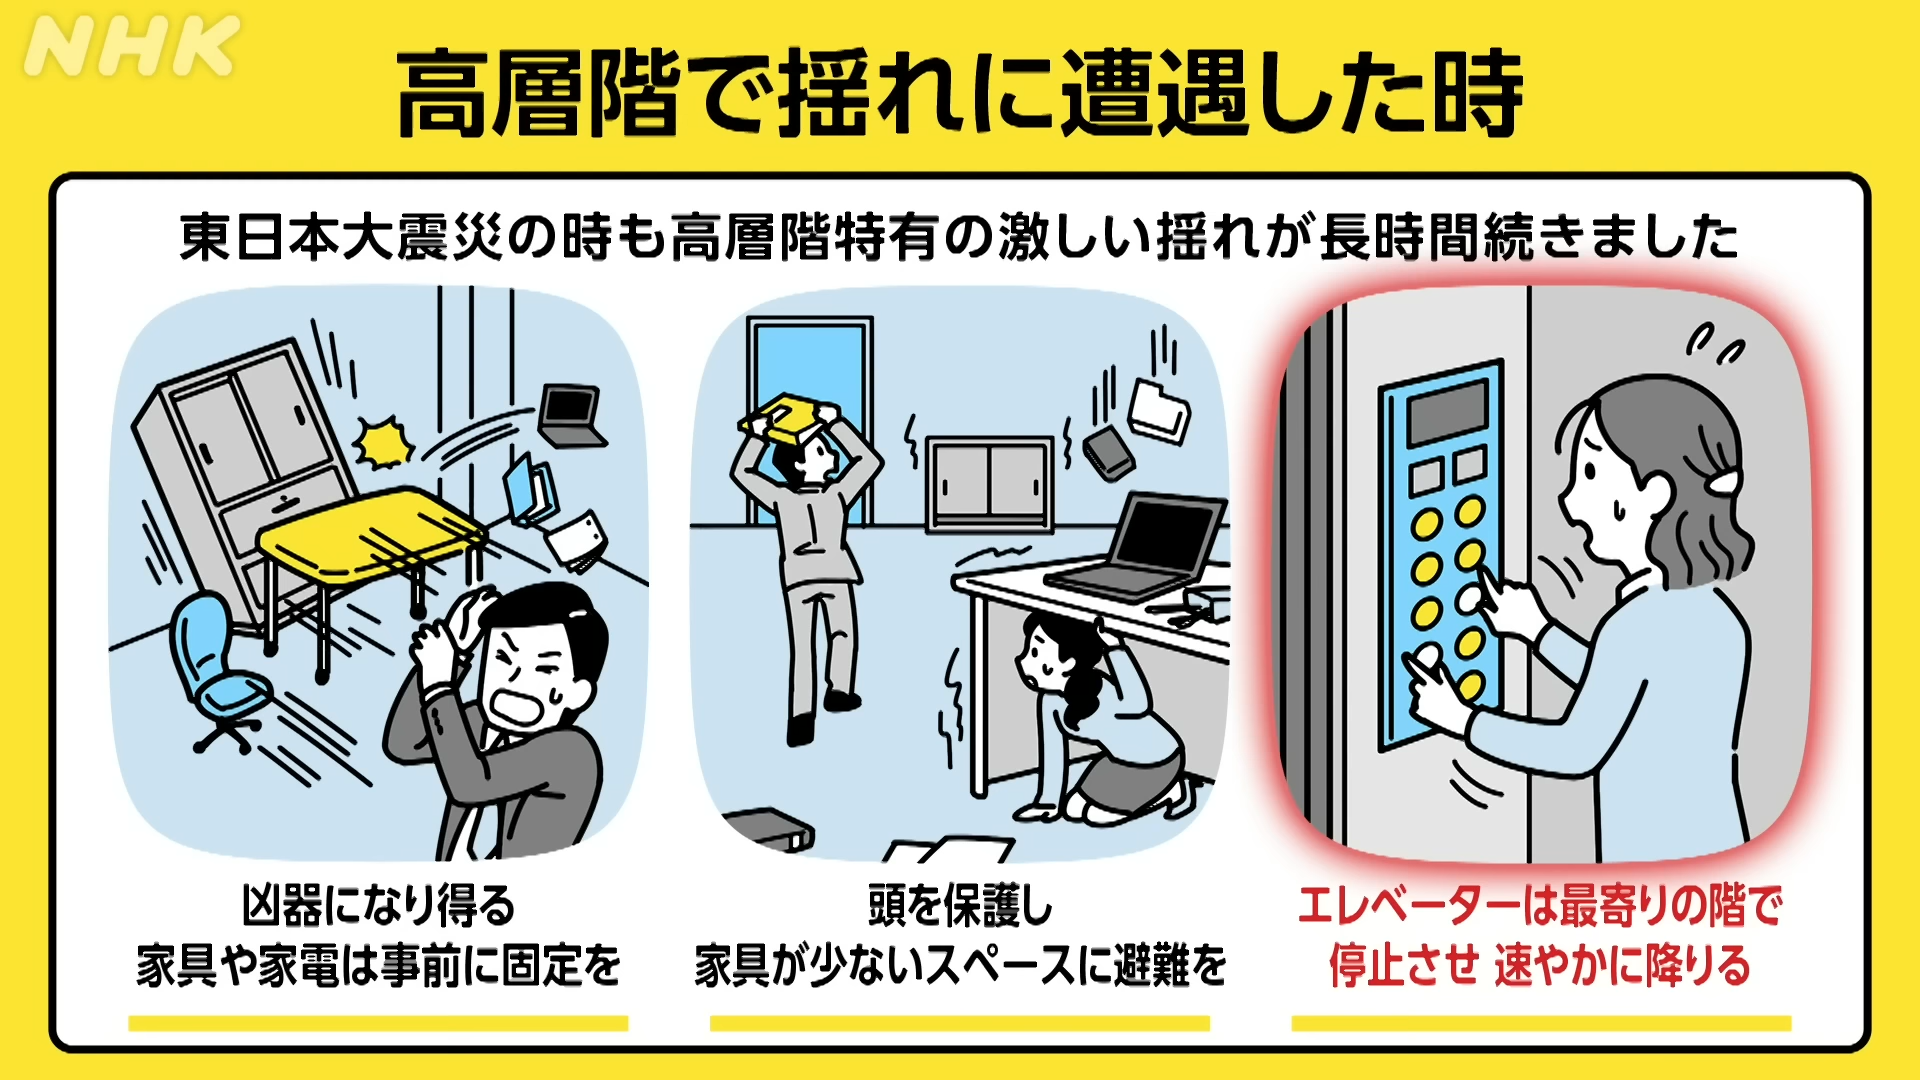 NHK
高層階で揺れに遭遇した時
東日本大震災の時も高層階特有の激しい揺れが長時間続きました
凶器になり得る
家具や家電は事前に固定を
頭を保護し
家具が少ないスペースに避難を
エレベーターは最寄りの階で
停止させ 速やかに降りる